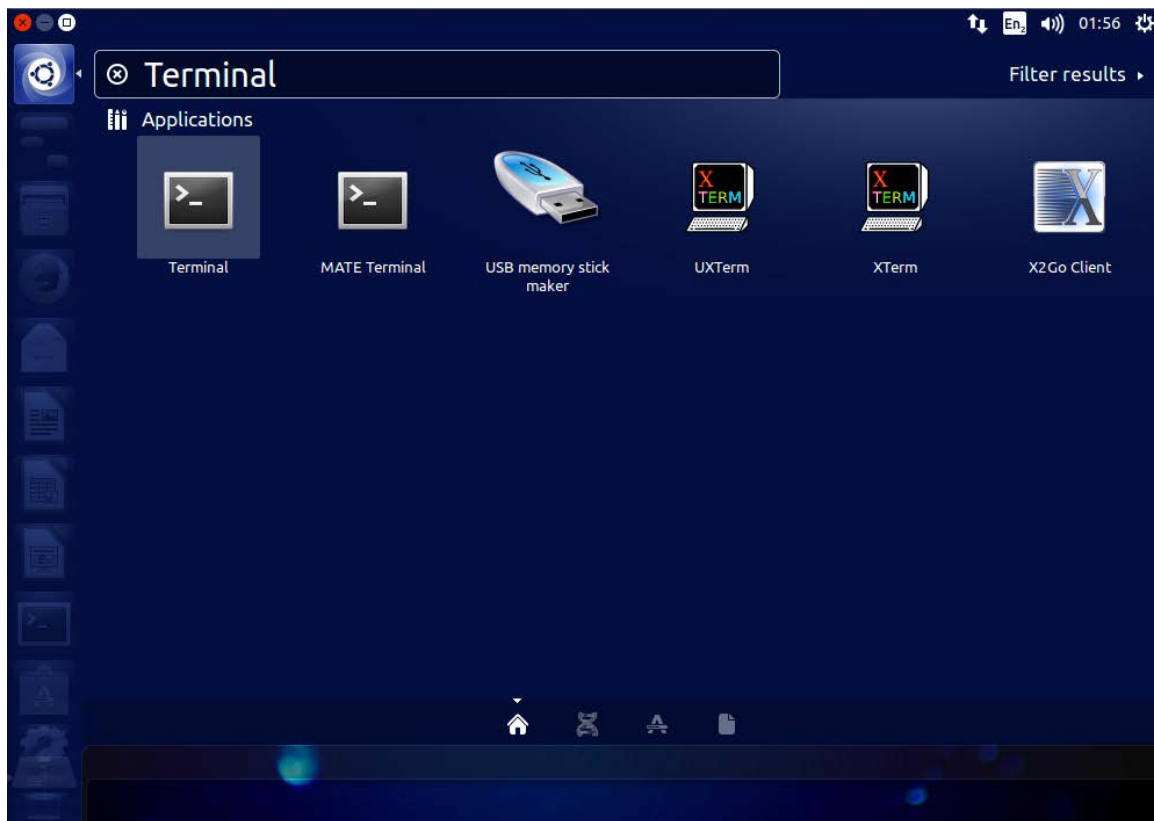 En₂ 01:56
Terminal
Filter results
Applications
Terminal
MATE Terminal
USB memory stick
maker
UXTerm
XTerm
X2Go Client
X
TERM
X
TERM
X